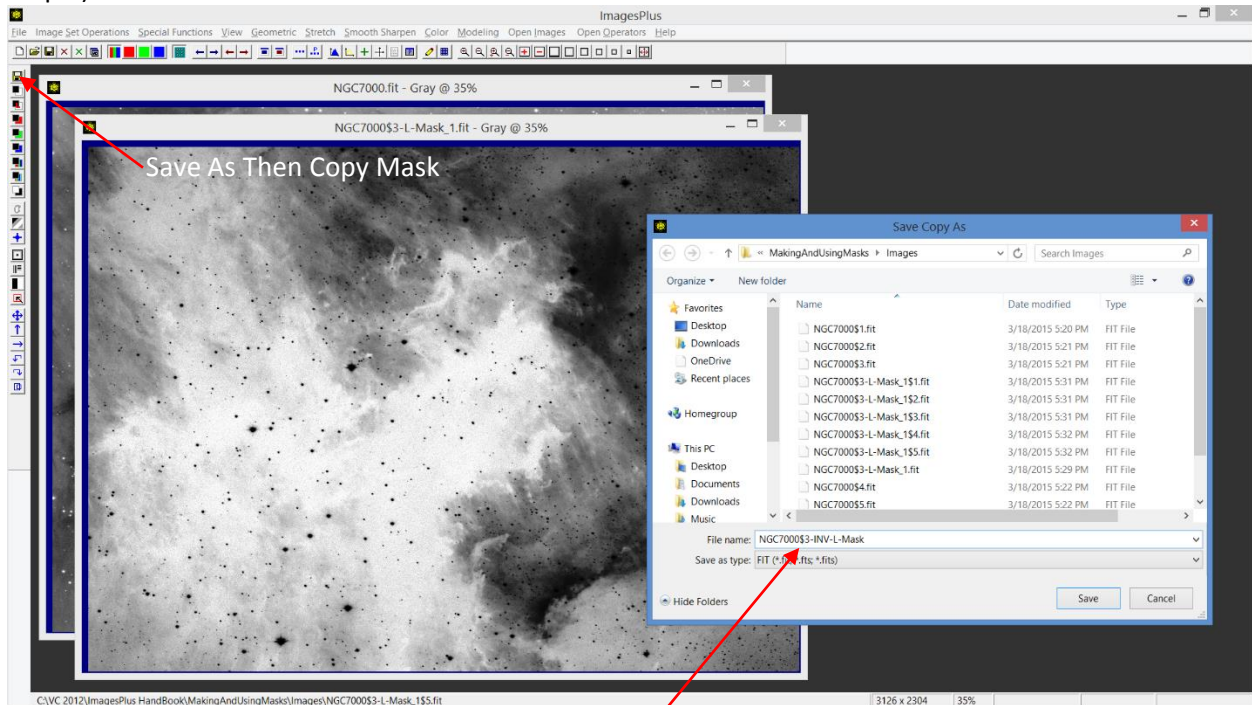 ImagesPlus
File Image Set Operations Special Functions View Geometric Stretch Smooth Sharpen Color Modeling Open Images Open Operators Help
NGC7000.fit - Gray @ 35%
NGC7000$3-L-Mask_1.fit - Gray @ 35%
Save As Then Copy Mask
Save Copy As
« MakingAndUsingMasks Images
Search Images
Organize New folder
Favorites
Desktop
Downloads
OneDrive
Recent places
Homegroup
This PC
Desktop
Documents
Downloads
Music
Name Date modified Type
NGC7000$1.fit 3/18/2015 5:20 PM FIT File
NGC7000$2.fit 3/18/2015 5:21 PM FIT File
NGC7000$3.fit 3/18/2015 5:21 PM FIT File
NGC7000$3-L-Mask_1$1.fit 3/18/2015 5:31 PM FIT File
NGC7000$3-L-Mask_1$2.fit 3/18/2015 5:31 PM FIT File
NGC7000$3-L-Mask_1$3.fit 3/18/2015 5:31 PM FIT File
NGC7000$3-L-Mask_1$4.fit 3/18/2015 5:32 PM FIT File
NGC7000$3-L-Mask_1$5.fit 3/18/2015 5:32 PM FIT File
NGC7000$3-L-Mask_1.fit 3/18/2015 5:29 PM FIT File
NGC7000$4.fit 3/18/2015 5:22 PM FIT File
NGC7000$5.fit 3/18/2015 5:22 PM FIT File
File name: NGC7000$3-INV-L-Mask
Save as type: FIT *.fts; *.fits)
Hide Folders
Save Cancel
C:\VC 2012\ImagesPlus HandBook\MakingAndUsingMasks\Images\NGC7000$3-L-Mask_1$5.fit
3126 x 2304 35%